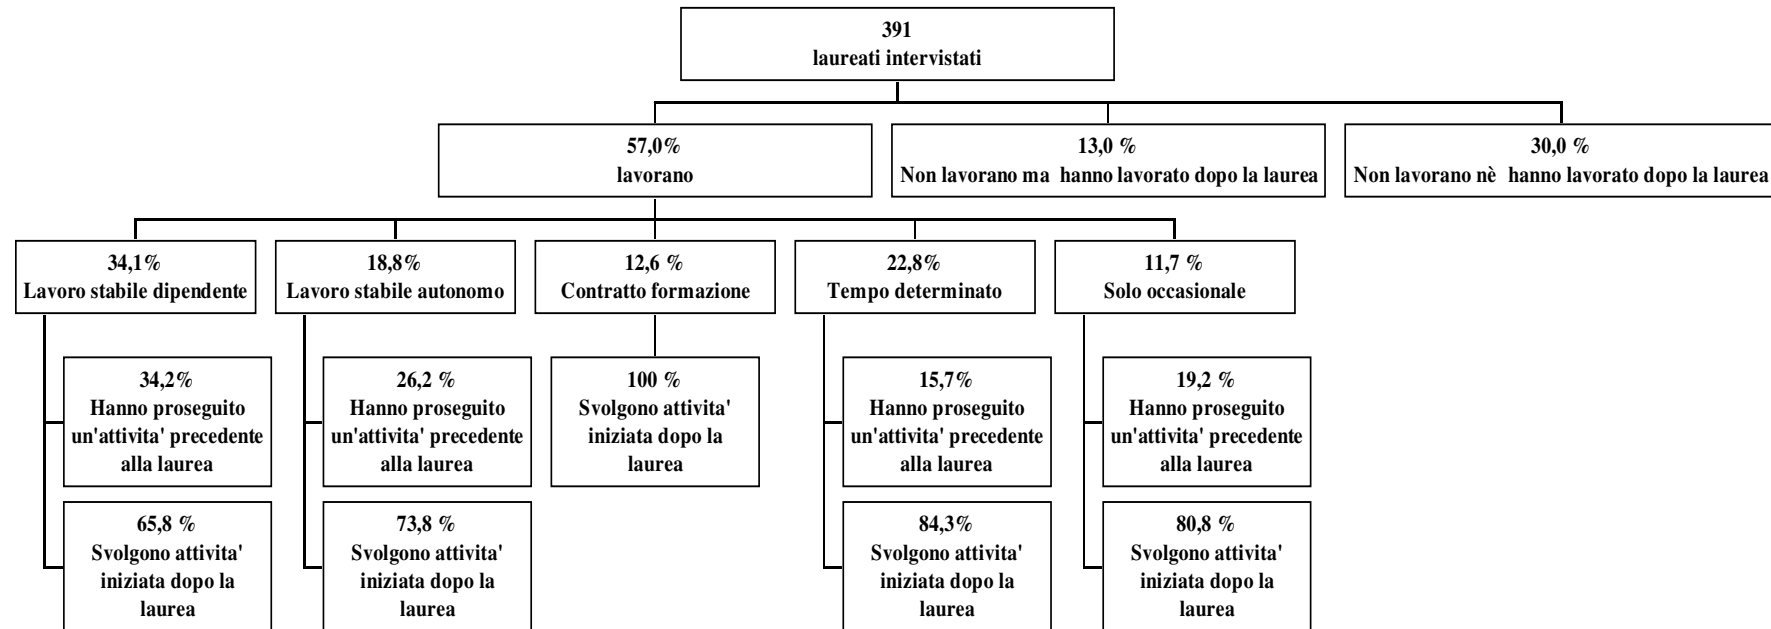 391
laureati intervistati
57,0%
lavorano
13,0 %
Non lavorano ma hanno lavorato dopo la laurea
30,0 %
Non lavorano nè hanno lavorato dopo la laurea
34,1%
Lavoro stabile dipendente
18,8%
Lavoro stabile autonomo
12,6 %
Contratto formazione
22,8%
Tempo determinato
11,7 %
Solo occasionale
34,2%
Hanno proseguito
un'attivita' precedente
alla laurea
26,2 %
Hanno proseguito
un'attivita' precedente
alla laurea
100 %
Svolgono attivita'
iniziata dopo la
laurea
15,7%
Hanno proseguito
un'attivita' precedente
alla laurea
19,2 %
Hanno proseguito
un'attivita' precedente
alla laurea
65,8 %
Svolgono attivita'
iniziata dopo la
laurea
73,8 %
Svolgono attivita'
iniziata dopo la
laurea
84,3%
Svolgono attivita'
iniziata dopo la
laurea
80,8 %
Svolgono attivita'
iniziata dopo la
laurea